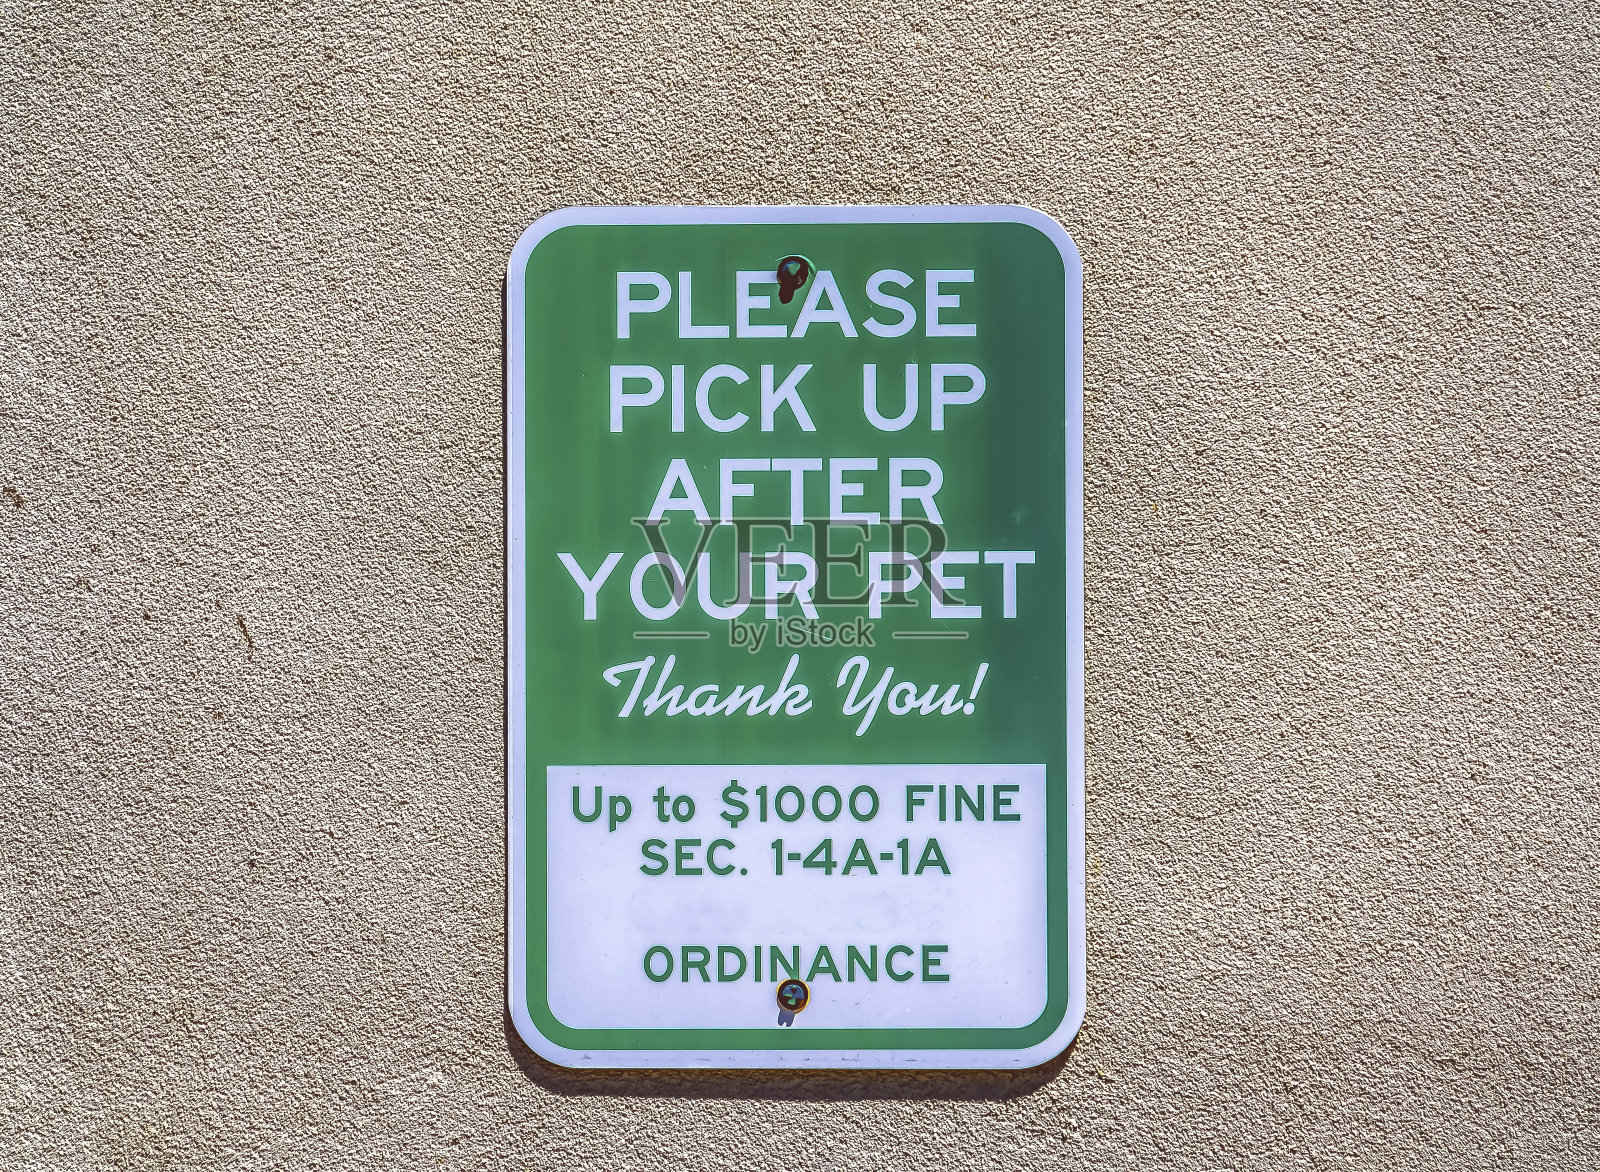 PLEASE
PICK UP
AFTER
YOUR PET
VEER
by iStock
Thank You!
Up to $1000 FINE
SEC. 1-4A-1A
ORDINANCE